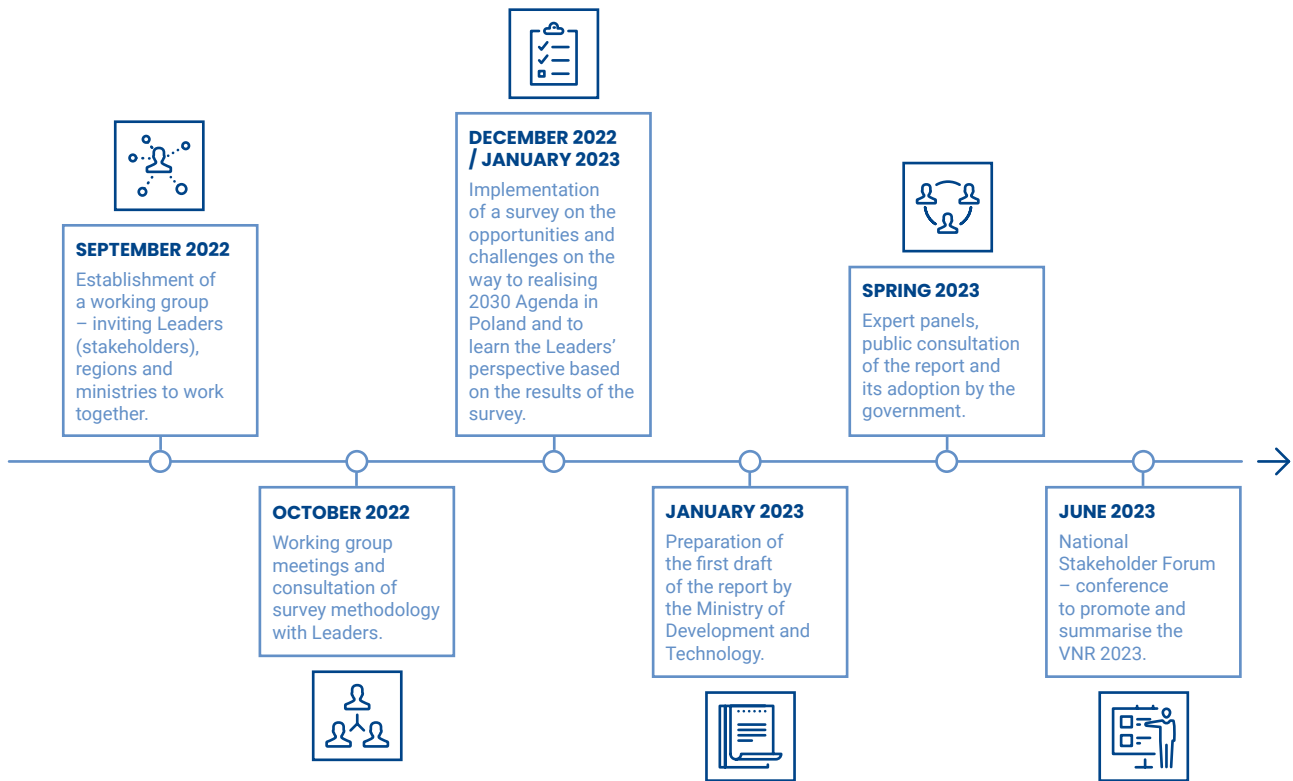 SEPTEMBER 2022
Establishment of
a working group
– inviting Leaders
(stakeholders),
regions and
ministries to work
together.
OCTOBER 2022
Working group
meetings and
consultation of
survey methodology
with Leaders.
DECEMBER 2022
/ JANUARY 2023
Implementation
of a survey on the
opportunities and
challenges on the
way to realising
2030 Agenda in
Poland and to
learn the Leaders’
perspective based
on the results of the
survey.
JANUARY 2023
Preparation of
the first draft
of the report by
the Ministry of
Development and
Technology.
SPRING 2023
Expert panels,
public consultation
of the report and
its adoption by the
government.
JUNE 2023
National
Stakeholder Forum
– conference
to promote and
summarise the
VNR 2023.